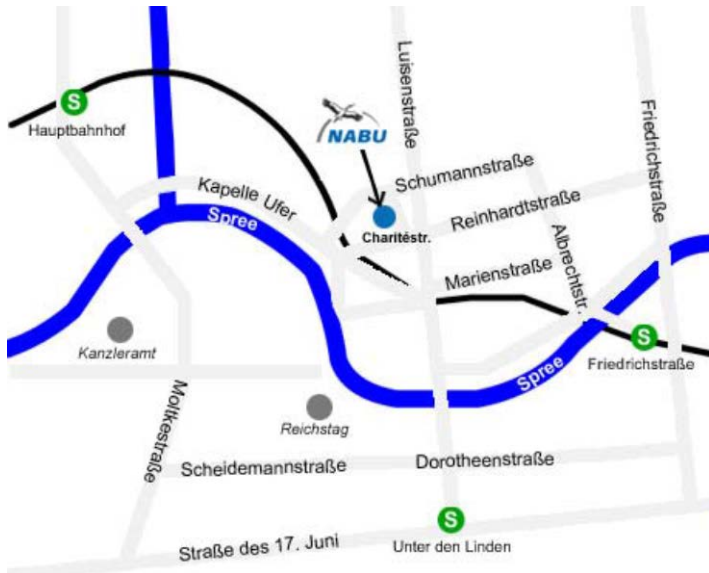 S
Hauptbahnhof
NABU
Luisenstraße
Friedrichstraße
Schumannstraße
Kapelle Ufer
Spree
Reinhardtstraße
Charitéstr.
Albrechtstr.
Marienstraße
S
Friedrichstraße
Kanzleramt
Spree
Moltkestraße
Reichstag
Scheidemannstraße
Dorotheenstraße
S
Straße des 17. Juni
Unter den Linden